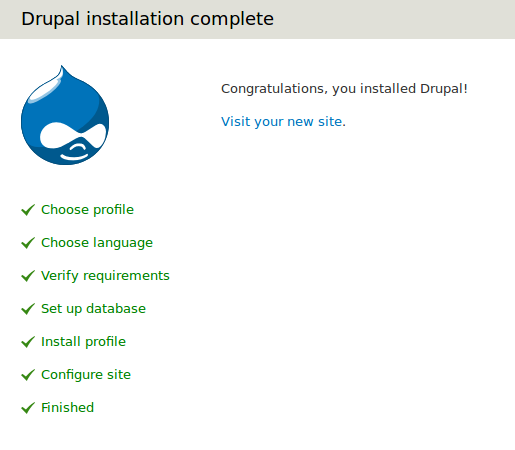 Drupal installation complete
Congratulations, you installed Drupal!
Visit your new site.
Choose profile
Choose language
Verify requirements
Set up database
Install profile
Configure site
Finished